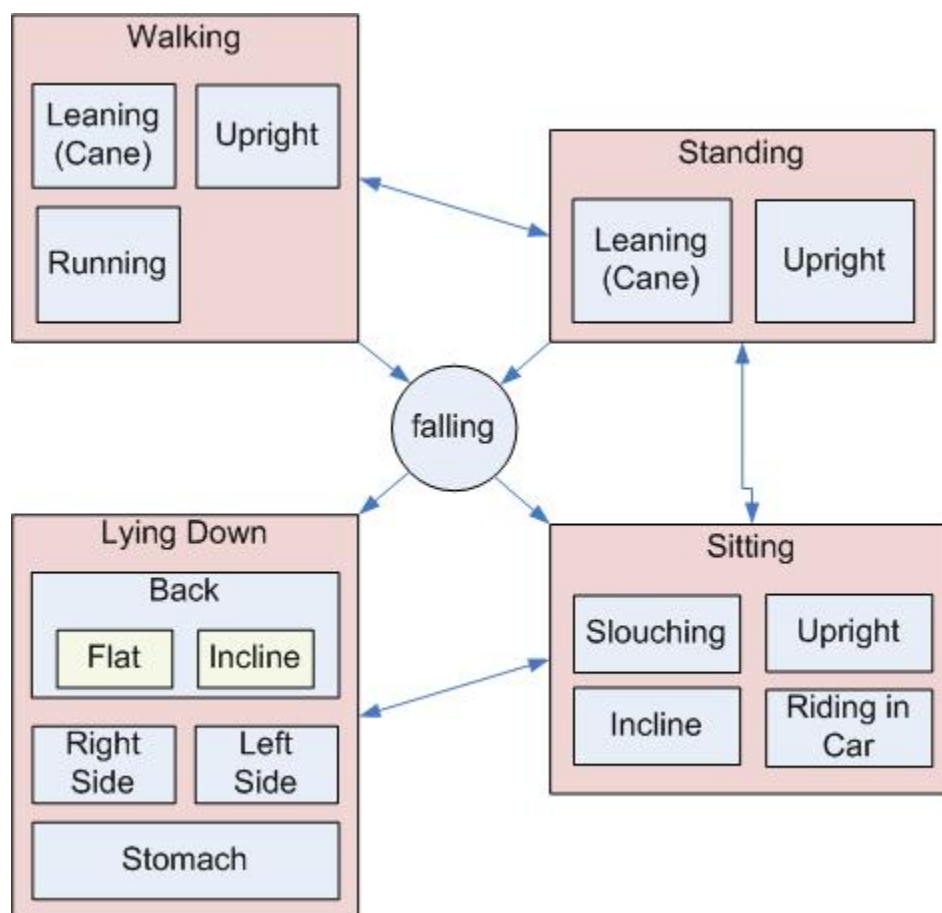 Walking
Leaning
(Cane)
Upright
Running
Standing
Leaning
(Cane)
Upright
falling
Lying Down
Back
Flat
Incline
Right
Side
Left
Side
Stomach
Sitting
Slouching
Upright
Incline
Riding in
Car